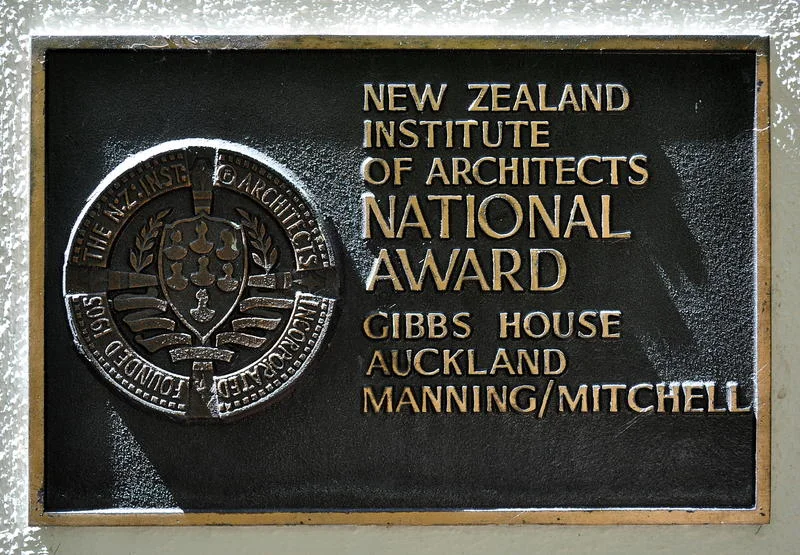 THE N·Z·INST: OF ARCHITECTS
INCORPORATED
FOUNDED 1905
NEW ZEALAND
INSTITUTE
OF ARCHITECTS
NATIONAL
AWARD
GIBBS HOUSE
AUCKLAND
MANNING/MITCHELL